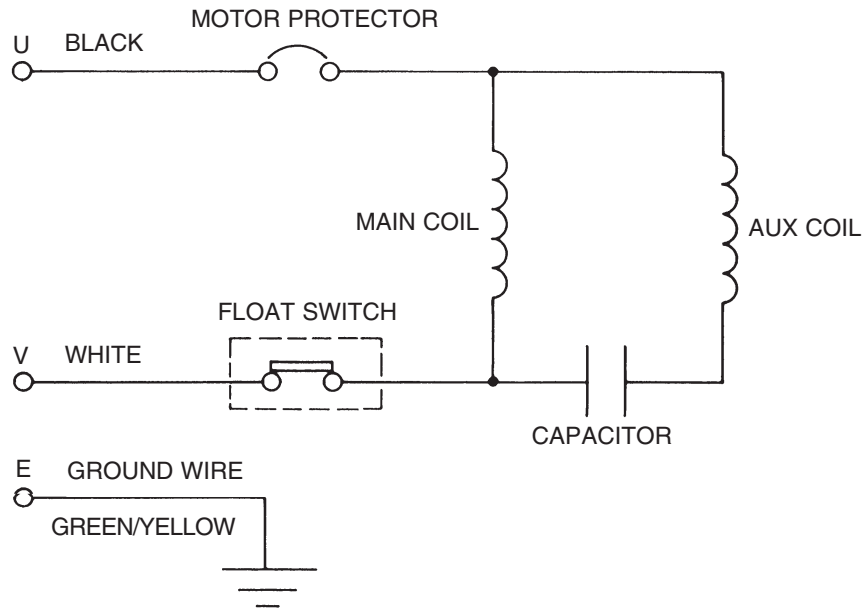 MOTOR PROTECTOR
U BLACK
MAIN COIL
AUX COIL
FLOAT SWITCH
V WHITE
CAPACITOR
E GROUND WIRE
GREEN/YELLOW